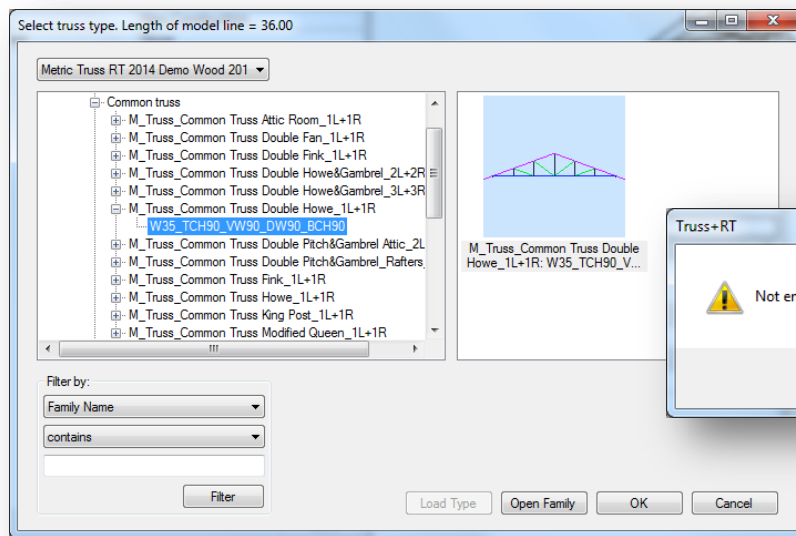 Select truss type. Length of model line = 36.00
Metric Truss RT 2014 Demo Wood 201
Common truss
M_Truss_Common Truss Attic Room_1L+1R
M_Truss_Common Truss Double Fan_1L+1R
M_Truss_Common Truss Double Fink_1L+1R
M_Truss_Common Truss Double Howe&Gambrel_2L+2R
M_Truss_Common Truss Double Howe&Gambrel_3L+3R
M_Truss_Common Truss Double Howe_1L+1R
W35_TCH90_VW90_DW90_BCH90
M_Truss_Common Truss Double Pitch&Gambrel Attic_2L
M_Truss_Common Truss Double Pitch&Gambrel_Rafters_
M_Truss_Common Truss Fink_1L+1R
M_Truss_Common Truss Howe_1L+1R
M_Truss_Common Truss King Post_1L+1R
M_Truss_Common Truss Modified Queen_1L+1R
M_Truss_Common Truss Double
Howe_1L+1R: W35_TCH90_V...
Truss+RT
Not er
Filter by:
Family Name
contains
Filter
Load Type
Open Family
OK
Cancel